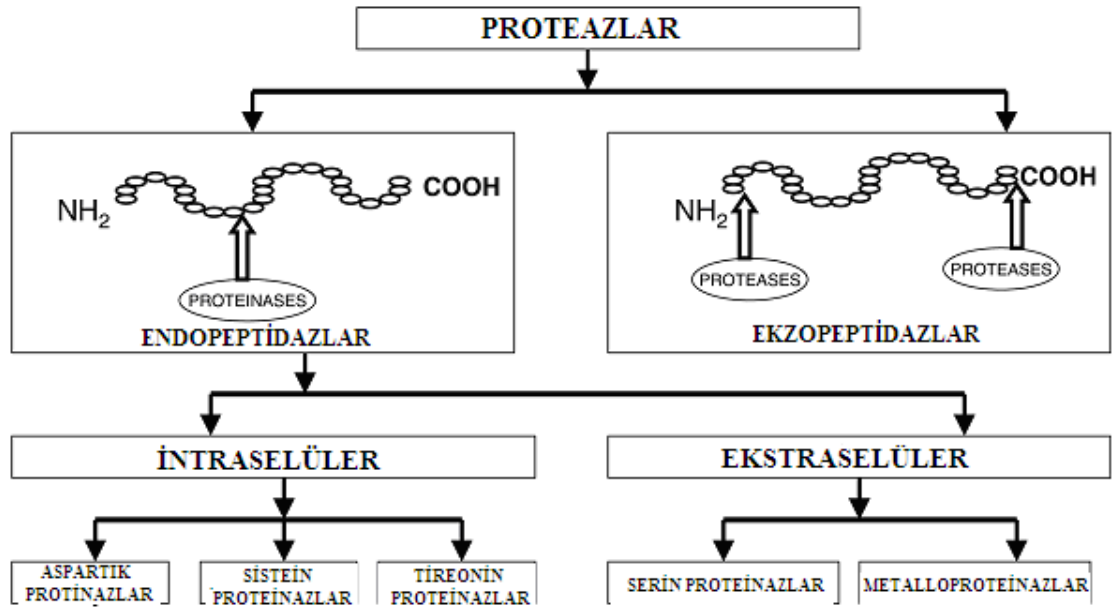 PROTEAZLAR
NH2
COOH
PROTEINASES
ENDOPEPTİDAZLAR
NH2
COOH
PROTEASES
PROTEASES
EKZOPEPTİDAZLAR
İNTRASELÜLER
EKSTRASELÜLER
ASPARTIK
PROTİNAZLAR
SİSTEİN
PROTEİNAZLAR
TİREONİN
PROTEİNAZLAR
SERİN PROTEİNAZLAR
METALLOPROTEİNAZLAR